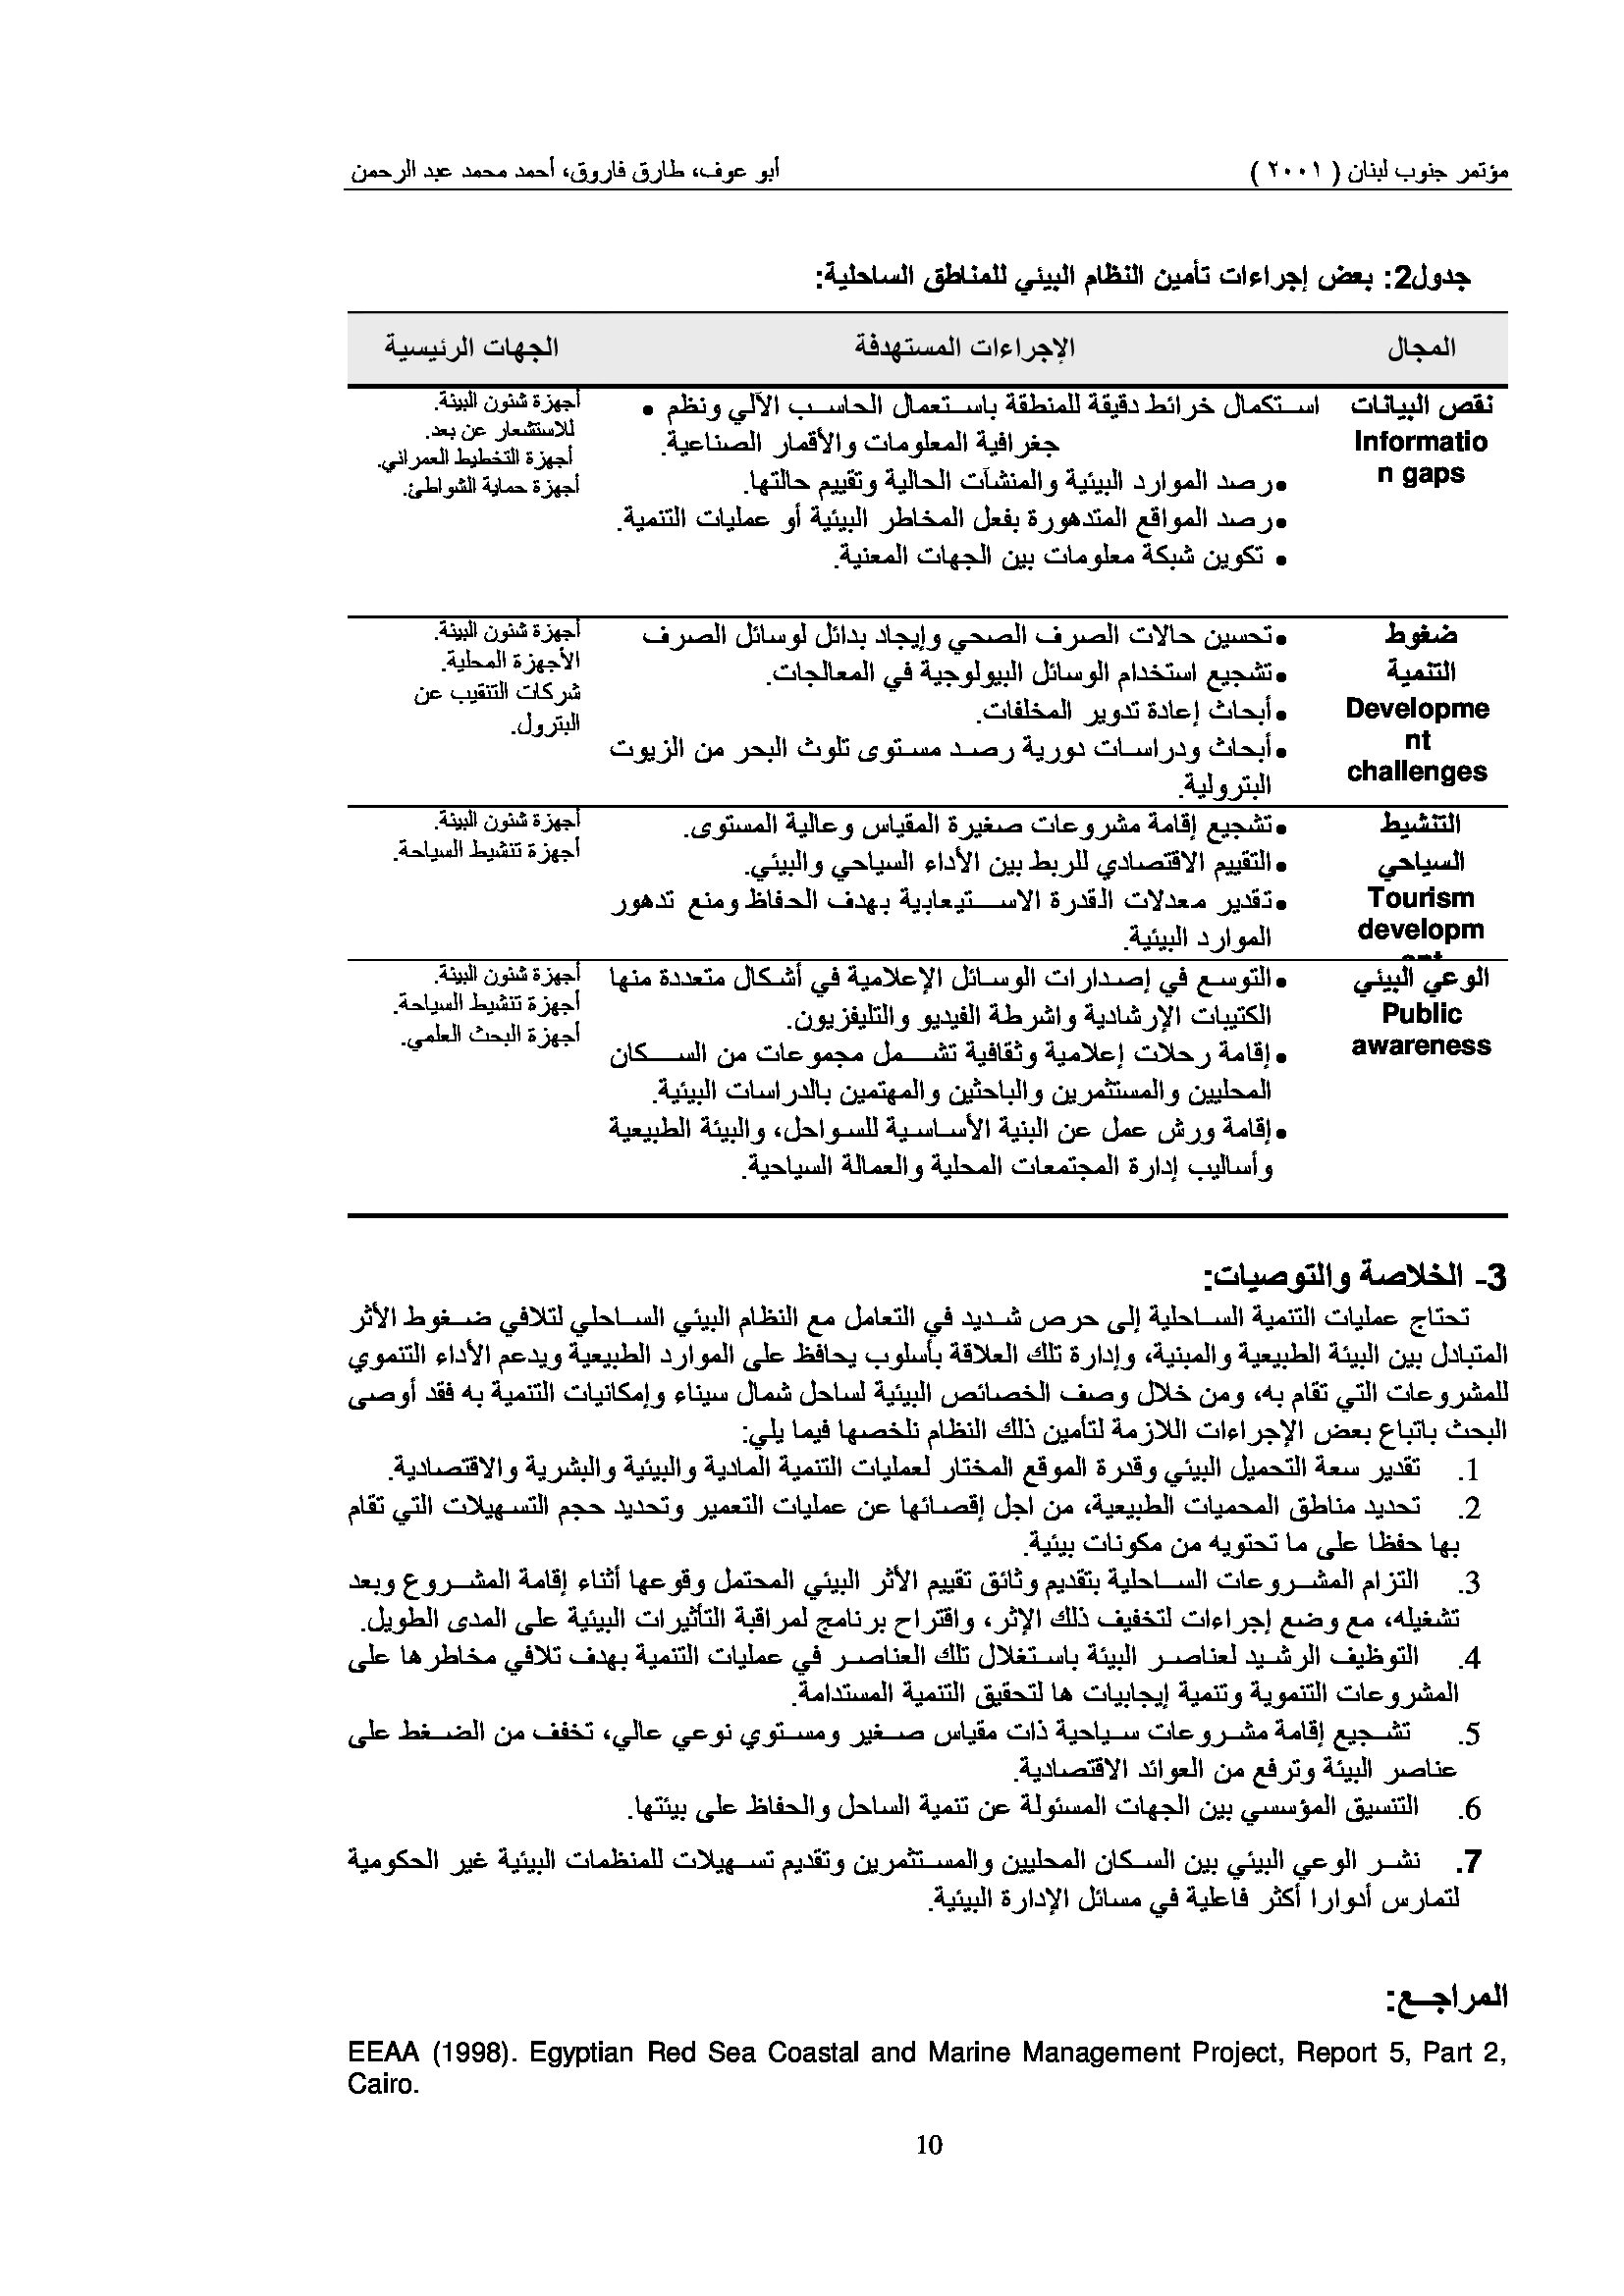 مؤتمر جنوب لبنان ( ٢٠٠١ ) أبو عوف، طارق فاروق، أحمد محمد عبد الرحمن
جدول2: بعض إجراءات تأمين النظام البيئي للمناطق الساحلية:
المجال الإجراءات المستهدفة الجهات الرئيسية
نقص البيانات
Informatio
n gaps
استكمال خرائط دقيقة للمنطقة باستعمال الحاسب الآلي ونظم •
جغرافية المعلومات والأقمار الصناعية.
•رصد الموارد البيئية والمنشآت الحالية وتقييم حالتها.
•رصد المواقع المتدهورة بفعل المخاطر البيئية أو عمليات التنمية.
• تكوين شبكة معلومات بين الجهات المعنية.
أجهزة شئون البيئة.
للاستشعار عن بعد.
أجهزة التخطيط العمراني.
أجهزة حماية الشواطئ.
ضغوط
التنمية
Developme
nt
challenges
•تحسين حالات الصرف الصحي وإيجاد بدائل لوسائل الصرف
•تشجيع استخدام الوسائل البيولوجية في المعالجات.
•أبحاث إعادة تدوير المخلفات.
•أبحاث ودراسات دورية رصد مستوى تلوث البحر من الزيوت
البترولية.
أجهزة شئون البيئة.
الأجهزة المحلية.
شركات التنقيب عن
البترول.
التنشيط
السياحي
Tourism
developm
•تشجيع إقامة مشروعات صغيرة المقياس وعالية المستوى.
•التقييم الاقتصادي للربط بين الأداء السياحي والبيئي.
•تقدير معدلات القدرة الاستيعابية بهدف الحفاظ ومنع تدهور
الموارد البيئية.
أجهزة شئون البيئة.
أجهزة تنشيط السياحة.
الوعي البيئي
Public
awareness
•التوسع في إصدارات الوسائل الإعلامية في أشكال متعددة منها
الكتيبات الإرشادية واشرطة الفيديو والتليفزيون.
•إقامة رحلات إعلامية وثقافية تشمل مجموعات من السكان
المحليين والمستثمرين والباحثين والمهتمين بالدراسات البيئية.
•إقامة ورش عمل عن البنية الأساسية للسواحل، والبيئة الطبيعية
وأساليب إدارة المجتمعات المحلية والعمالة السياحية.
أجهزة شئون البيئة.
أجهزة تنشيط السياحة.
أجهزة البحث العلمي.
3- الخلاصة والتوصيات:
تحتاج عمليات التنمية الساحلية إلى حرص شديد في التعامل مع النظام البيئي الساحلي لتلافي ضغوط الأثر
المتبادل بين البيئة الطبيعية والمبنية، وإدارة تلك العلاقة بأسلوب يحافظ على الموارد الطبيعية ويدعم الأداء التنموي
للمشروعات التي تقام به، ومن خلال وصف الخصائص البيئية لساحل شمال سيناء وإمكانيات التنمية به فقد أوصى
البحث باتباع بعض الإجراءات اللازمة لتأمين ذلك النظام نلخصها فيما يلي:
1. تقدير سعة التحميل البيئي وقدرة الموقع المختار لعمليات التنمية المادية والبيئية والبشرية والاقتصادية.
2. تحديد مناطق المحميات الطبيعية، من اجل إقصائها عن عمليات التعمير وتحديد حجم التسهيلات التي تقام
بها حفظا على ما تحتويه من مكونات بيئية.
3. التزام المشروعات الساحلية بتقديم وثائق تقييم الأثر البيئي المحتمل وقوعها أثناء إقامة المشروع وبعد
تشغيله، مع وضع إجراءات لتخفيف ذلك الإثر، واقتراح برنامج لمراقبة التأثيرات البيئية على المدى الطويل.
4. التوظيف الرشيد لعناصر البيئة باستغلال تلك العناصر في عمليات التنمية بهدف تلافي مخاطرها على
المشروعات التنموية وتنمية إيجابيات ها لتحقيق التنمية المستدامة.
5. تشجيع إقامة مشروعات سياحية ذات مقياس صغير ومستوي نوعي عالي، تخفف من الضغط على
عناصر البيئة وترفع من العوائد الاقتصادية.
6. التنسيق المؤسسي بين الجهات المسئولة عن تنمية الساحل والحفاظ على بيئتها.
7. نشر الوعي البيئي بين السكان المحليين والمستثمرين وتقديم تسهيلات للمنظمات البيئية غير الحكومية
لتمارس أدوارا أكثر فاعلية في مسائل الإدارة البيئية.
المراجع:
EEAA (1998). Egyptian Red Sea Coastal and Marine Management Project, Report 5, Part 2,
Cairo.
10